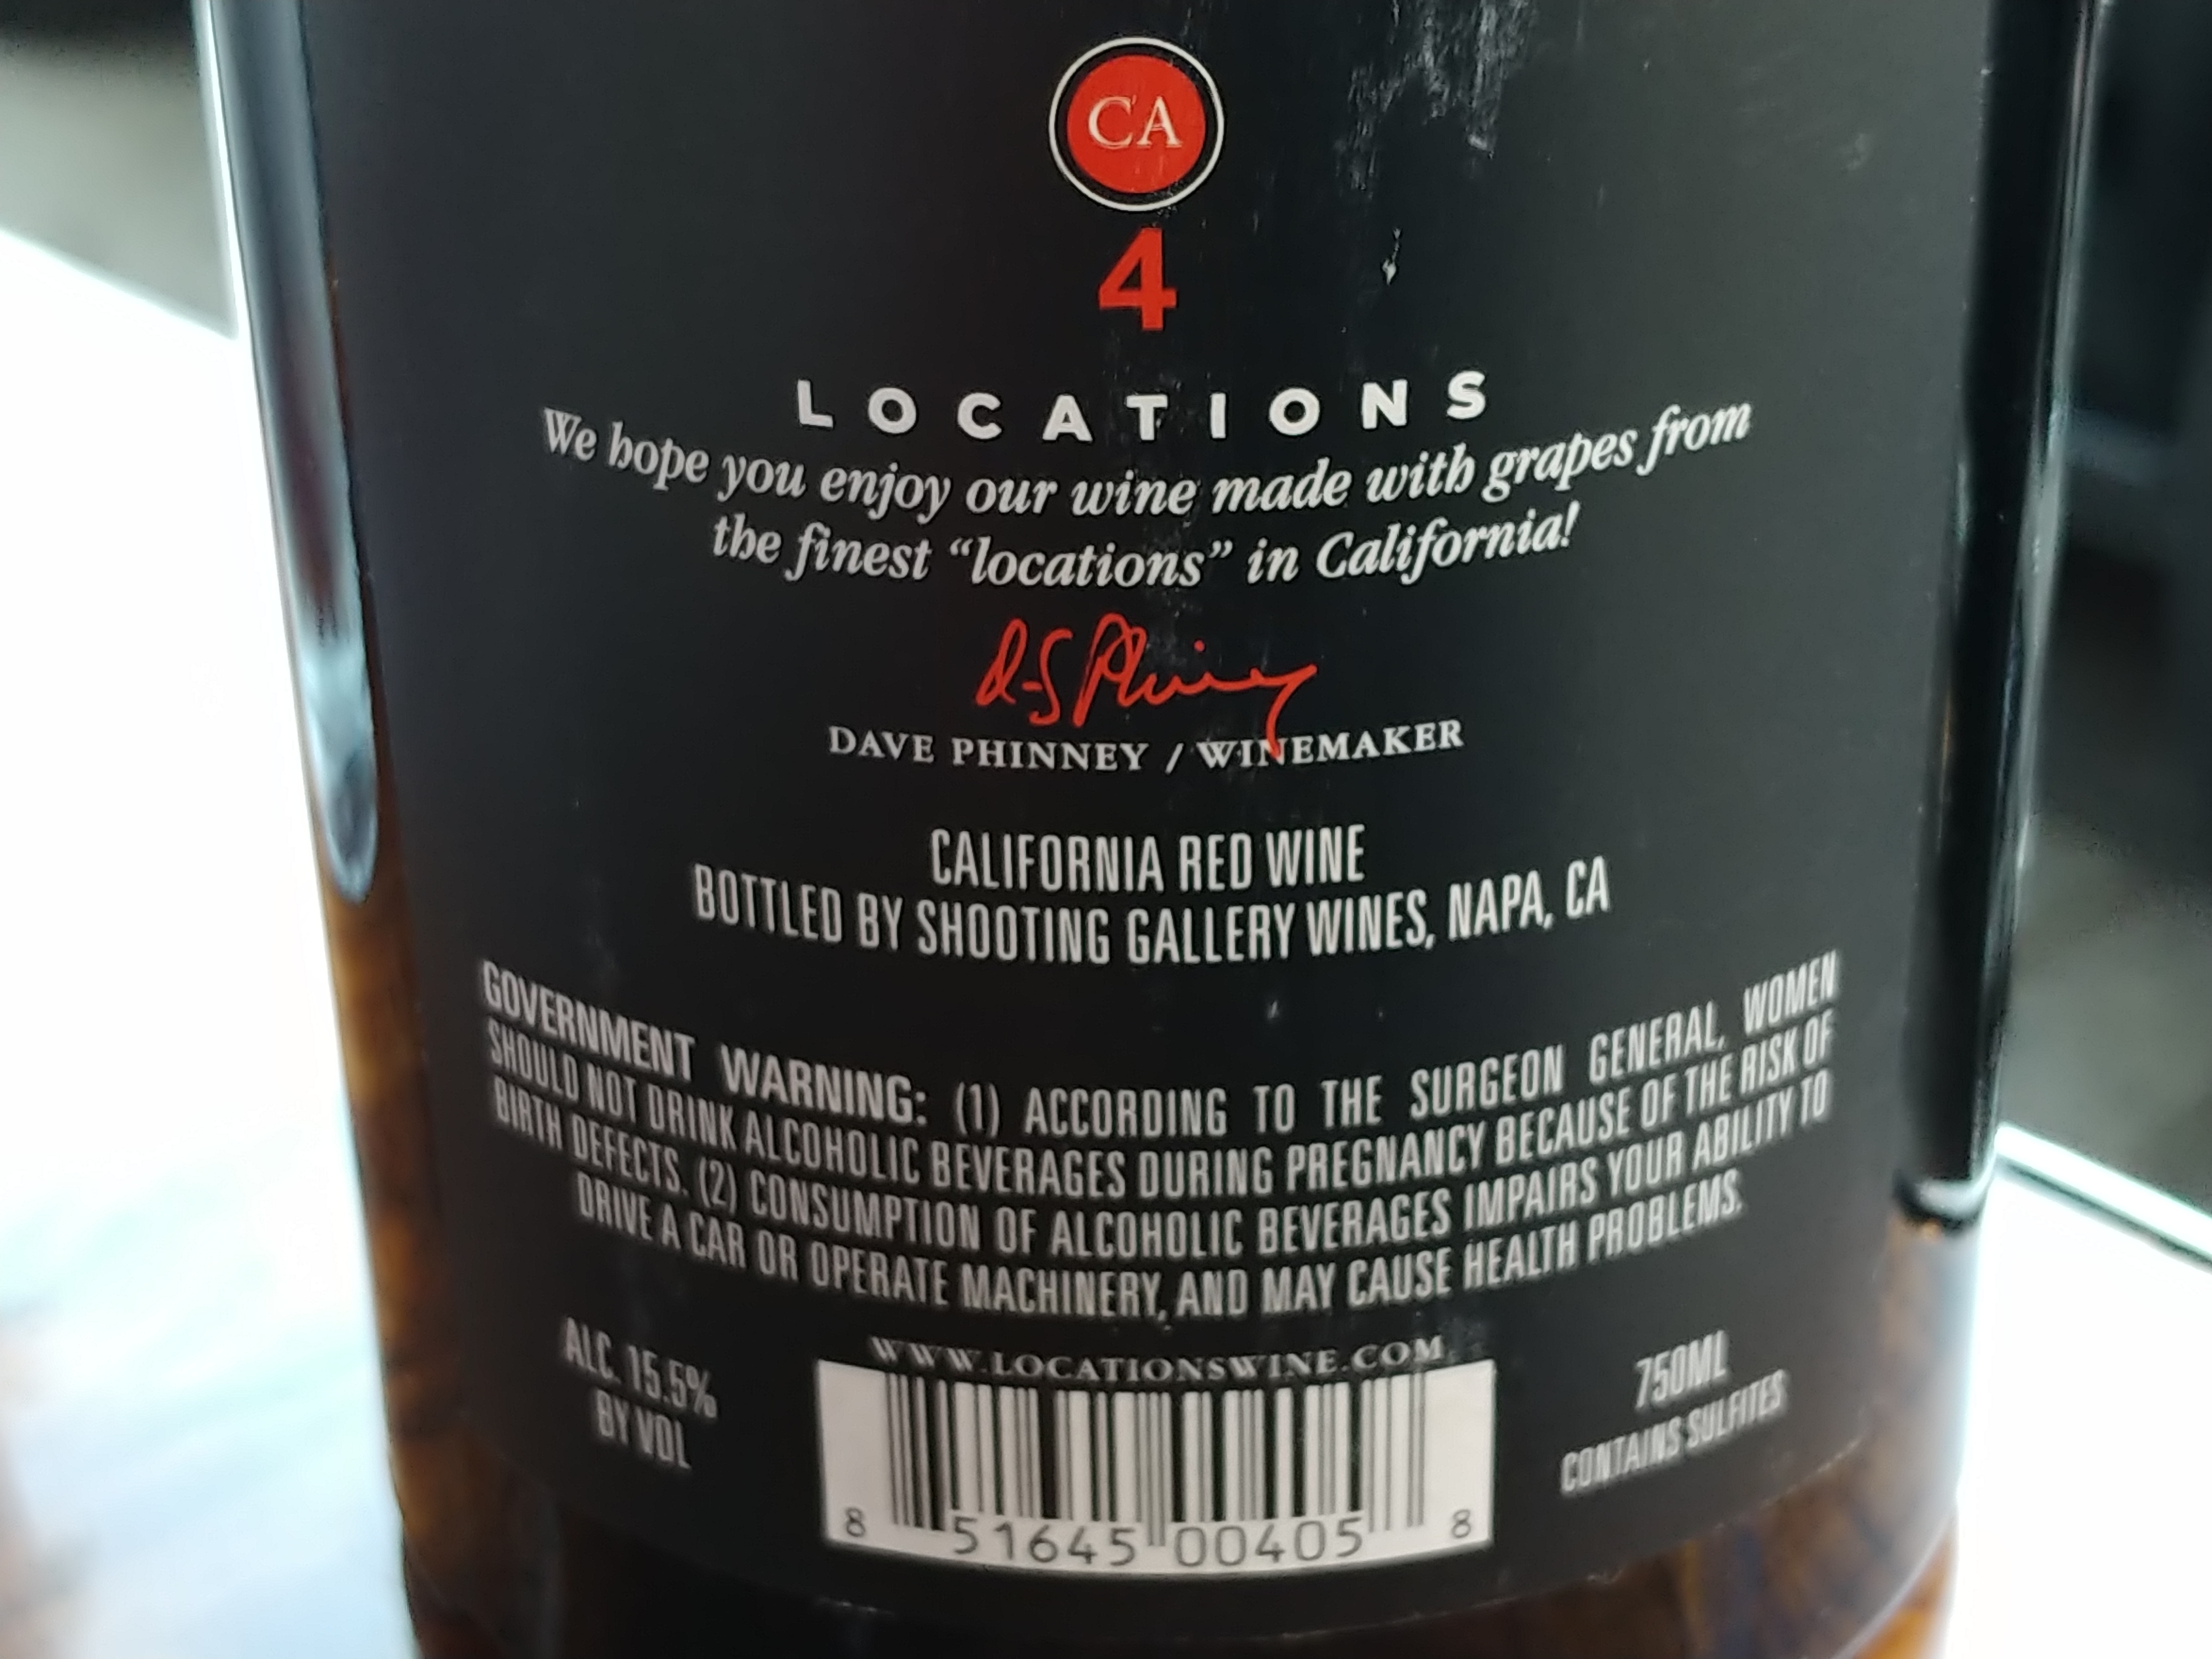 CA
4
LOCATIONS
We hope you enjoy our wine made with grapes from
the finest “locations” in California!
D-S Phinney
DAVE PHINNEY / WINEMAKER
CALIFORNIA RED WINE
BOTTLED BY SHOOTING GALLERY WINES, NAPA, CA
GOVERNMENT WARNING: (1) ACCORDING TO THE SURGEON GENERAL, WOMEN
SHOULD NOT DRINK ALCOHOLIC BEVERAGES DURING PREGNANCY BECAUSE OF THE RISK OF
BIRTH DEFECTS. (2) CONSUMPTION OF ALCOHOLIC BEVERAGES IMPAIRS YOUR ABILITY TO
DRIVE A CAR OR OPERATE MACHINERY, AND MAY CAUSE HEALTH PROBLEMS.
ALC. 15.5%
BY VOL
WWW.LOCATIONSWINE.COM
8 51645 00405 8
750ML
CONTAINS SULFITES